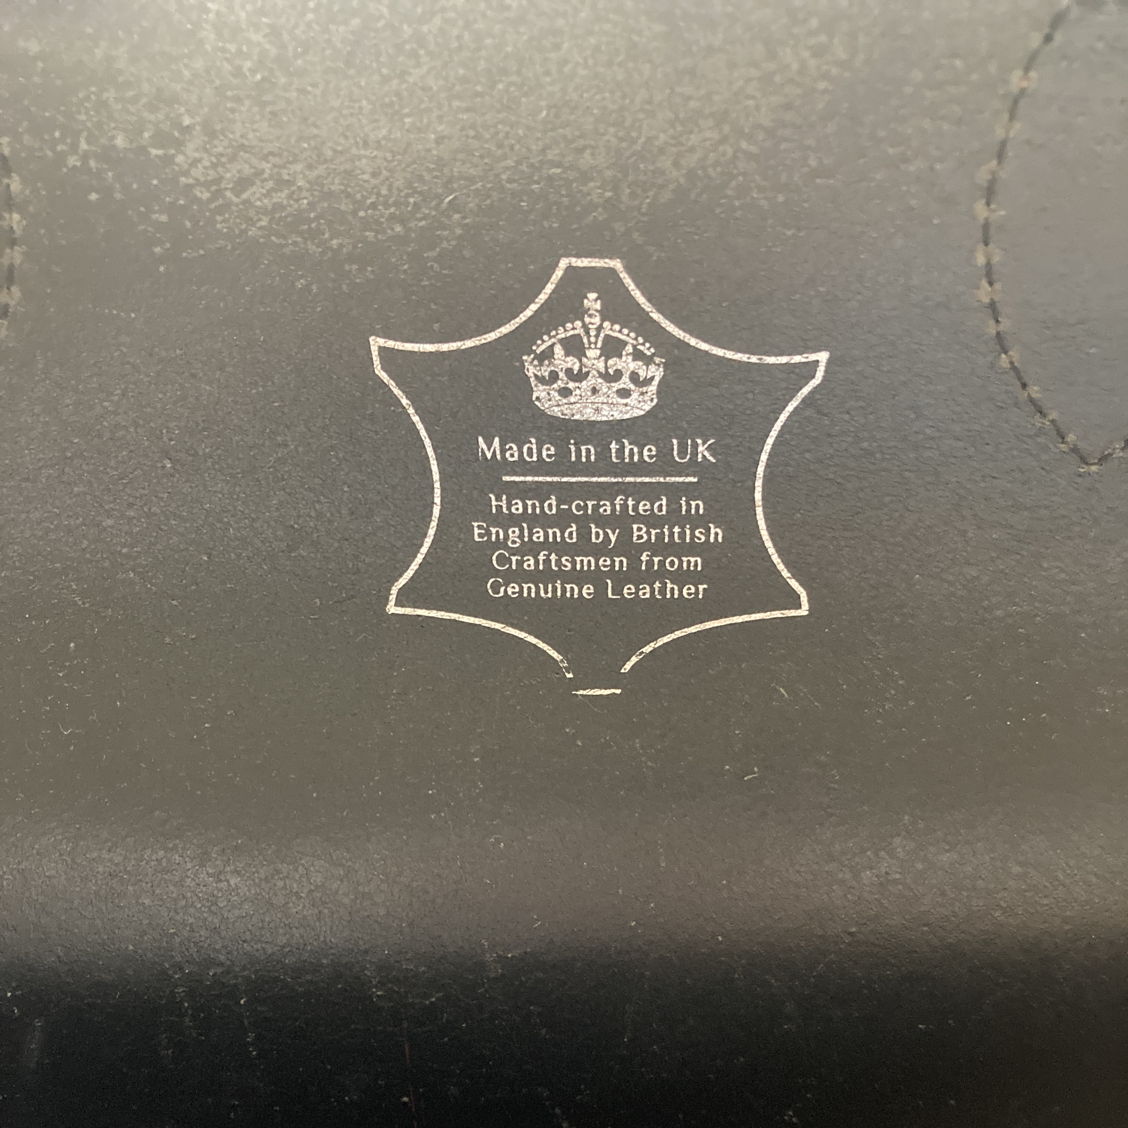 Made in the UK
Hand-crafted in
England by British
Craftsmen from
Genuine Leather